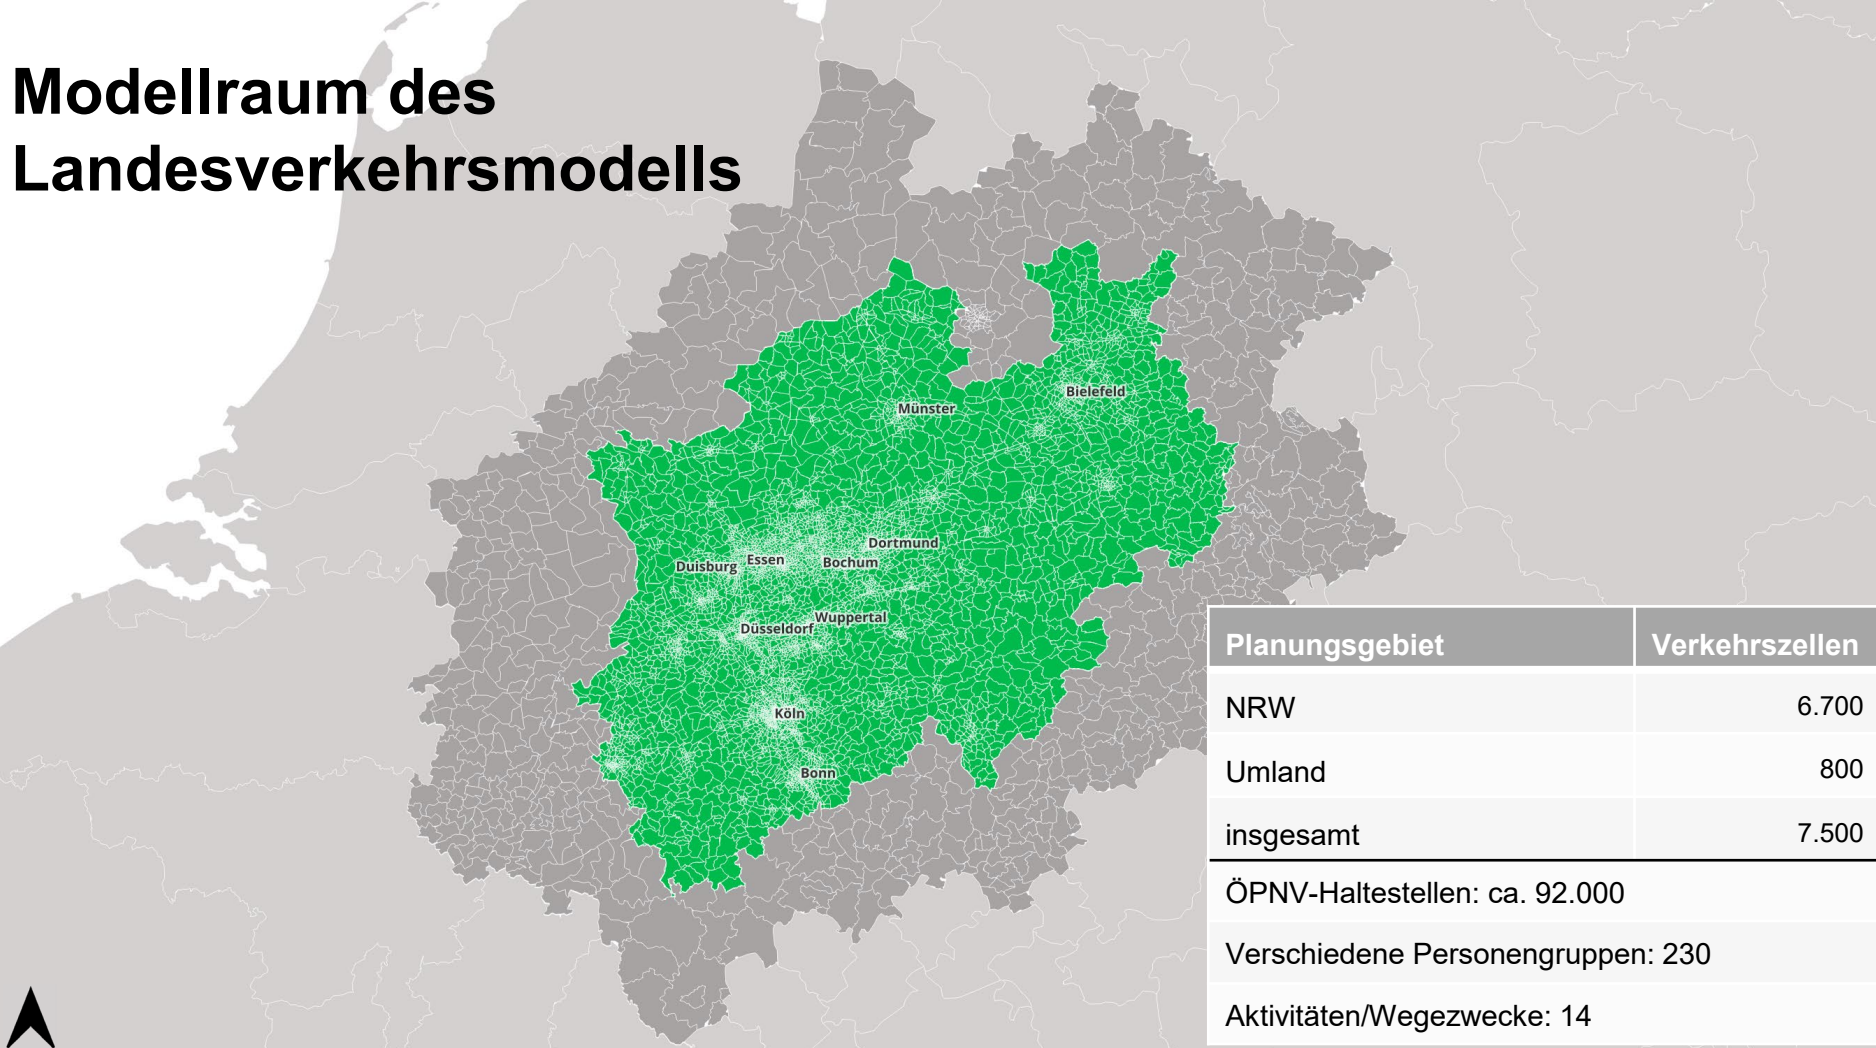 Modellraum des
Landesverkehrsmodells
Bielefeld
Münster
Dortmund
Essen
Bochum
Duisburg
Wuppertal
Düsseldorf
Köln
Bonn
Planungsgebiet Verkehrszellen
NRW 6.700
Umland 800
insgesamt 7.500
ÖPNV-Haltestellen: ca. 92.000
Verschiedene Personengruppen: 230
Aktivitäten/Wegezwecke: 14